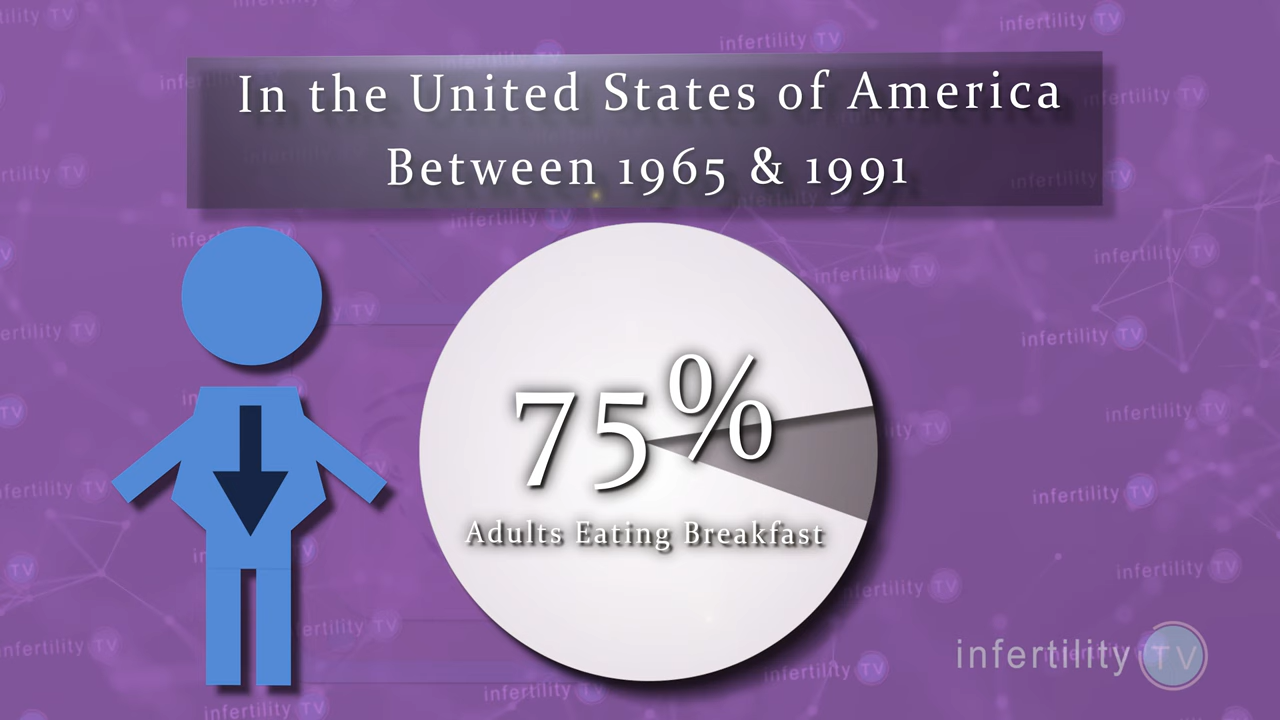 In the United States of America
Between 1965 & 1991
75%
Adults Eating Breakfast
infertility TV